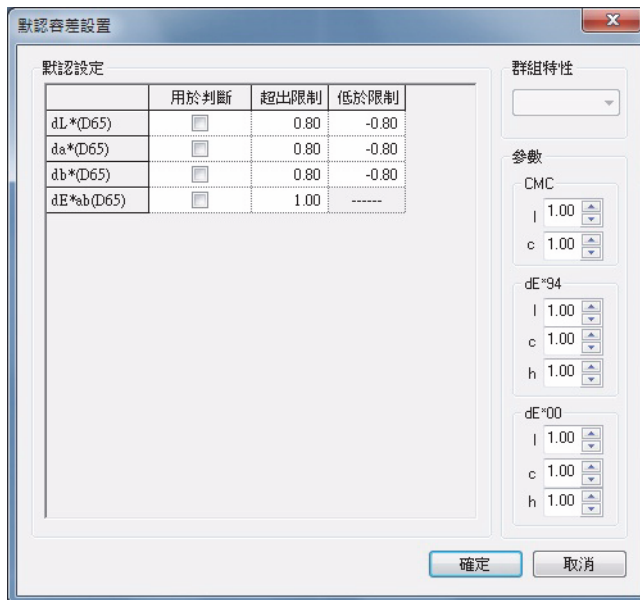 默認容差設置
默認設定
用於判斷 超出限制 低於限制
dL*(D65) 0.80 -0.80
da*(D65) 0.80 -0.80
db*(D65) 0.80 -0.80
dE*ab(D65) 1.00 ------
群組特性
參數
CMC
l 1.00
c 1.00
dE*94
l 1.00
c 1.00
h 1.00
dE*00
l 1.00
c 1.00
h 1.00
確定 取消